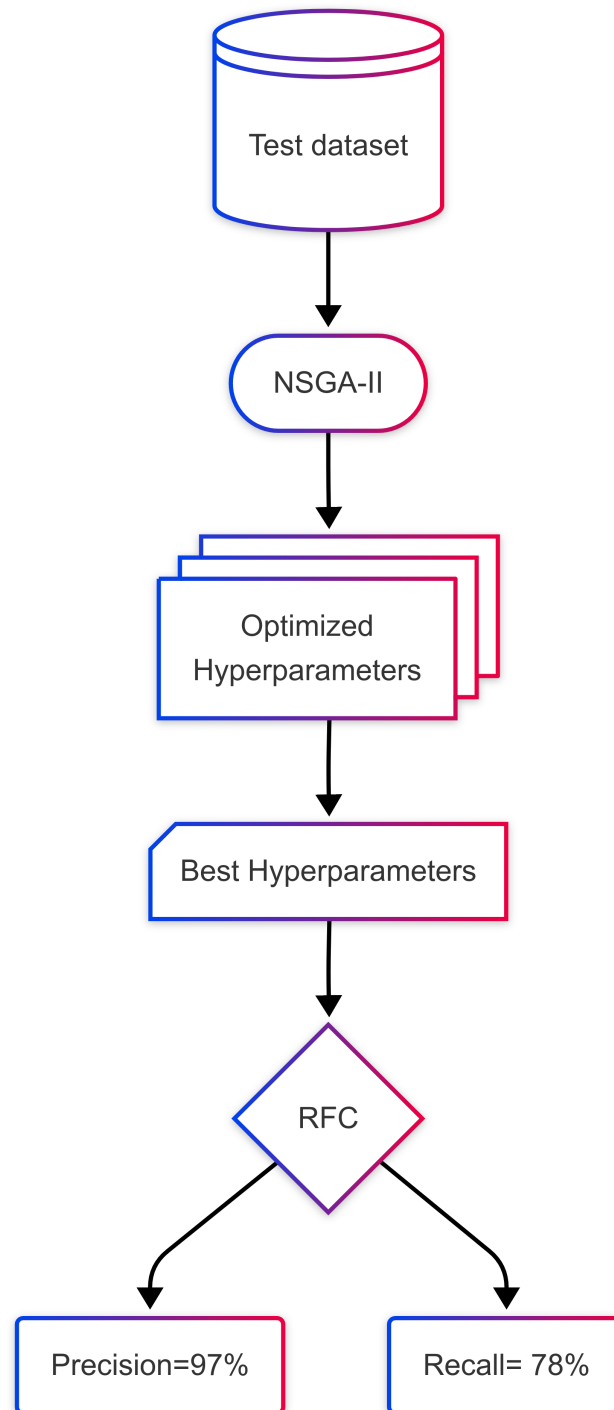 Test dataset
NSGA-II
Optimized
Hyperparameters
Best Hyperparameters
RFC
Precision=97%
Recall= 78%